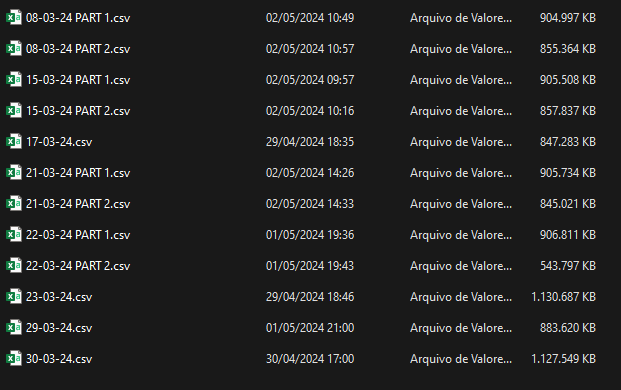 08-03-24 PART 1.csv 02/05/2024 10:49 Arquivo de Valore... 904.997 KB
08-03-24 PART 2.csv 02/05/2024 10:57 Arquivo de Valore... 855.364 KB
15-03-24 PART 1.csv 02/05/2024 09:57 Arquivo de Valore... 905.508 KB
15-03-24 PART 2.csv 02/05/2024 10:16 Arquivo de Valore... 857.837 KB
17-03-24.csv 29/04/2024 18:35 Arquivo de Valore... 847.283 KB
21-03-24 PART 1.csv 02/05/2024 14:26 Arquivo de Valore... 905.734 KB
21-03-24 PART 2.csv 02/05/2024 14:33 Arquivo de Valore... 845.021 KB
22-03-24 PART 1.csv 01/05/2024 19:36 Arquivo de Valore... 906.811 KB
22-03-24 PART 2.csv 01/05/2024 19:43 Arquivo de Valore... 543.797 KB
23-03-24.csv 29/04/2024 18:46 Arquivo de Valore... 1.130.687 KB
29-03-24.csv 01/05/2024 21:00 Arquivo de Valore... 883.620 KB
30-03-24.csv 30/04/2024 17:00 Arquivo de Valore... 1.127.549 KB